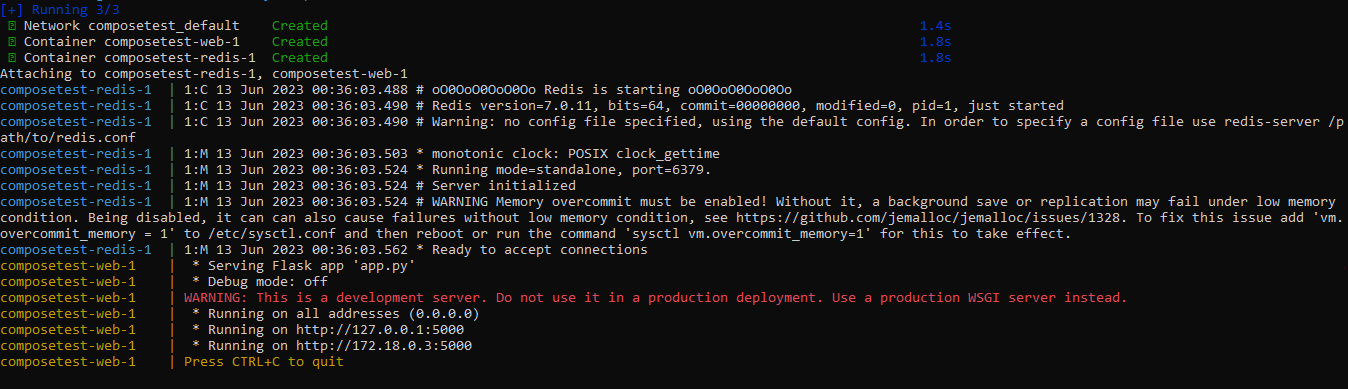 [+] Running 3/3
Network composetest_default Created 1.4s
Container composetest-web-1 Created 1.8s
Container composetest-redis-1 Created 1.8s
Attaching to composetest-redis-1, composetest-web-1
composetest-redis-1 | 1:C 13 Jun 2023 00:36:03.488 # oO0OoO0OoO0Oo Redis is starting oO0OoO0OoO0Oo
composetest-redis-1 | 1:C 13 Jun 2023 00:36:03.490 # Redis version=7.0.11, bits=64, commit=00000000, modified=0, pid=1, just started
composetest-redis-1 | 1:C 13 Jun 2023 00:36:03.490 # Warning: no config file specified, using the default config. In order to specify a config file use redis-server /p
ath/to/redis.conf
composetest-redis-1 | 1:M 13 Jun 2023 00:36:03.503 * monotonic clock: POSIX clock_gettime
composetest-redis-1 | 1:M 13 Jun 2023 00:36:03.524 * Running mode=standalone, port=6379.
composetest-redis-1 | 1:M 13 Jun 2023 00:36:03.524 # Server initialized
composetest-redis-1 | 1:M 13 Jun 2023 00:36:03.524 # WARNING Memory overcommit must be enabled! Without it, a background save or replication may fail under low memory
condition. Being disabled, it can can also cause failures without low memory condition, see https://github.com/jemalloc/jemalloc/issues/1328. To fix this issue add 'vm.
overcommit_memory = 1' to /etc/sysctl.conf and then reboot or run the command 'sysctl vm.overcommit_memory=1' for this to take effect.
composetest-redis-1 | 1:M 13 Jun 2023 00:36:03.562 * Ready to accept connections
composetest-web-1 | * Serving Flask app 'app.py'
composetest-web-1 | * Debug mode: off
composetest-web-1 | WARNING: This is a development server. Do not use it in a production deployment. Use a production WSGI server instead.
composetest-web-1 | * Running on all addresses (0.0.0.0)
composetest-web-1 | * Running on http://127.0.0.1:5000
composetest-web-1 | * Running on http://172.18.0.3:5000
composetest-web-1 | Press CTRL+C to quit